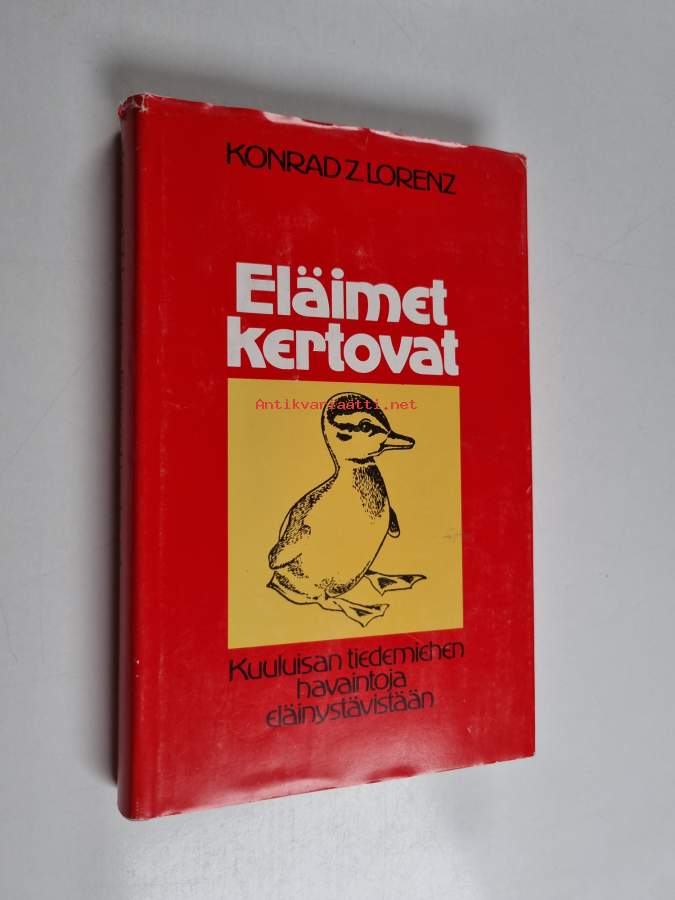 KONRAD Z. LORENZ
Eläimet
kertovat
Antikvariaatti.net
Kuuluisan tiedemiehen
havaintoja
eläinystävistään